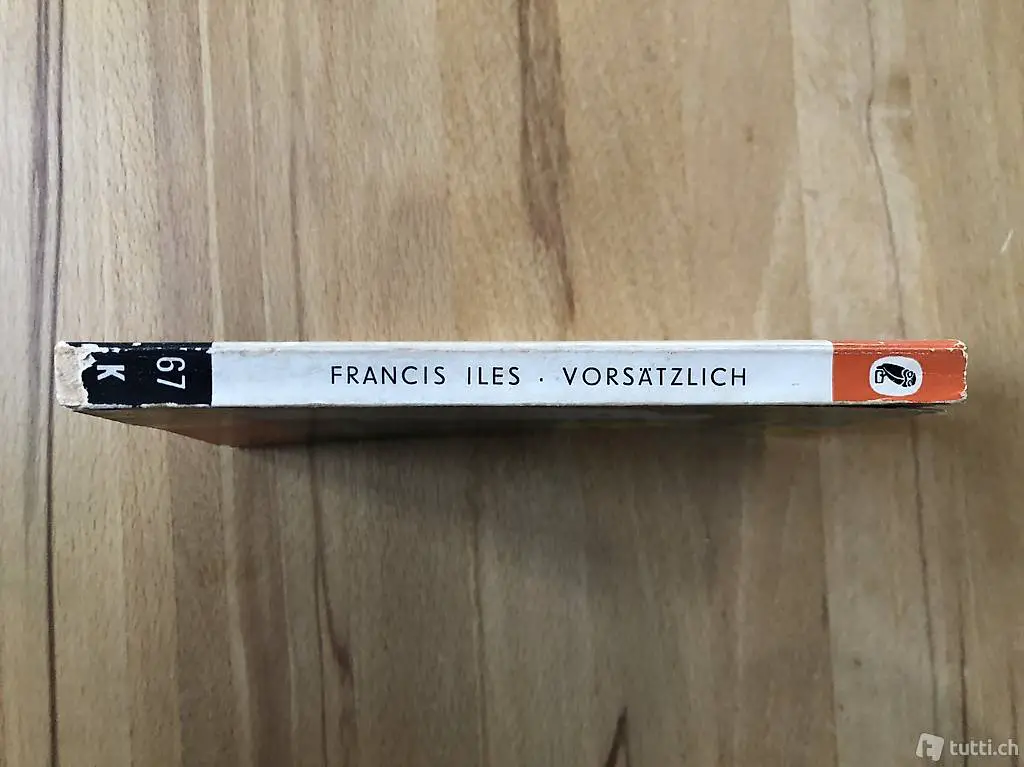 K
67
FRANCIS ILES · VORSÄTZLICH
tutti.ch